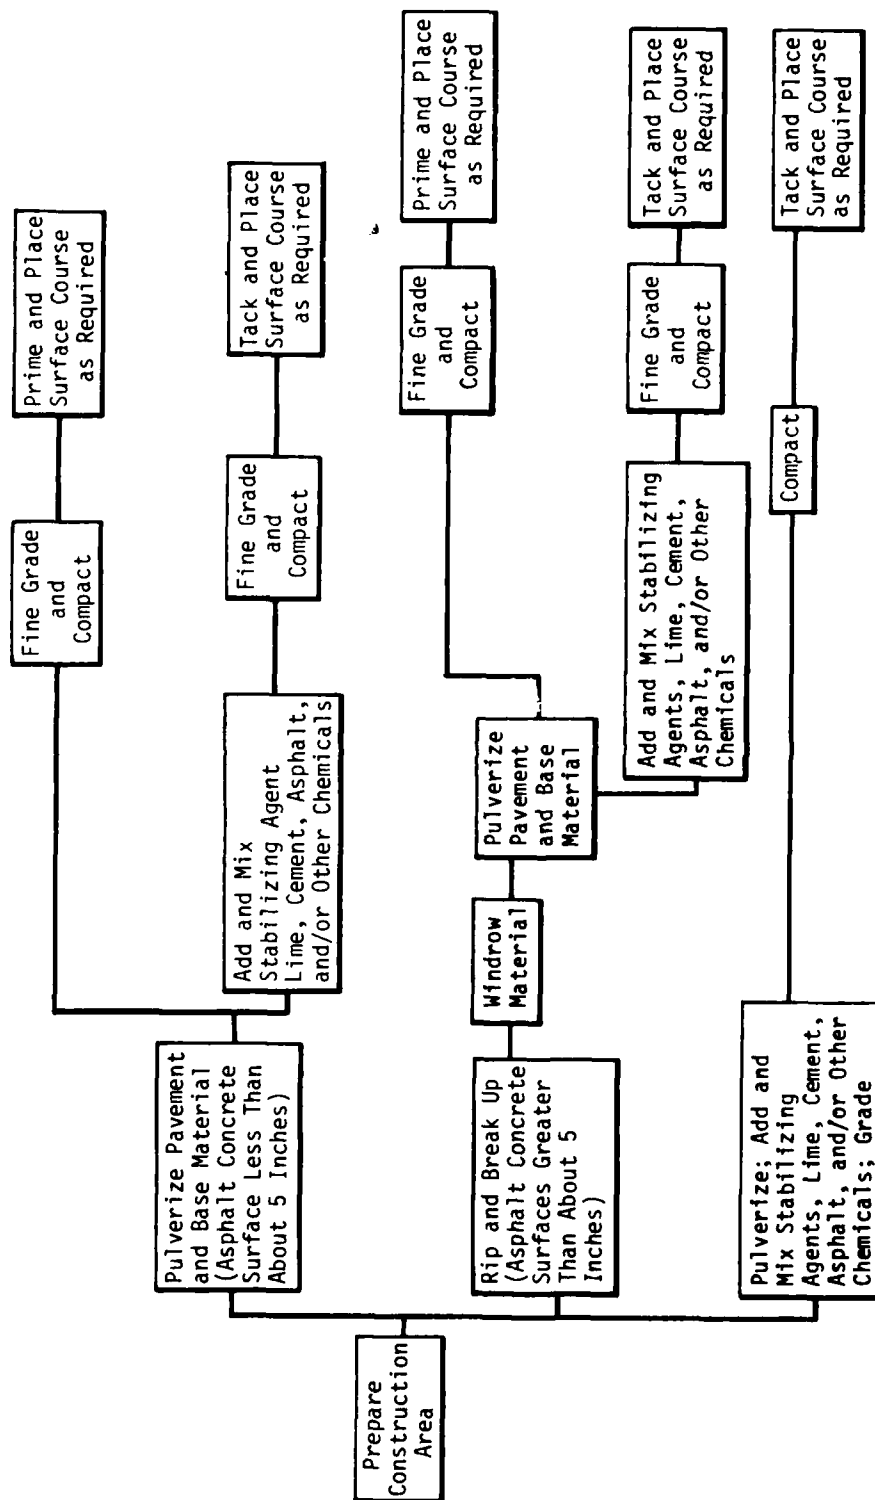 Prepare
Construction
Area
Pulverize Pavement
and Base Material
(Asphalt Concrete
Surface Less Than
About 5 Inches)
Fine Grade
and
Compact
Prime and Place
Surface Course
as Required
Add and Mix
Stabilizing Agent
Lime, Cement, Asphalt,
and/or Other Chemicals
Fine Grade
and
Compact
Tack and Place
Surface Course
as Required
Rip and Break Up
(Asphalt Concrete
Surfaces Greater
Than About 5
Inches)
Windrow
Material
Pulverize
Pavement
and Base
Material
Fine Grade
and
Compact
Prime and Place
Surface Course
as Required
Add and Mix Stabilizing
Agents, Lime, Cement,
Asphalt, and/or Other
Chemicals
Fine Grade
and
Compact
Tack and Place
Surface Course
as Required
Pulverize; Add and
Mix Stabilizing
Agents, Lime, Cement,
Asphalt, and/or Other
Chemicals; Grade
Compact
Tack and Place
Surface Course
as Required